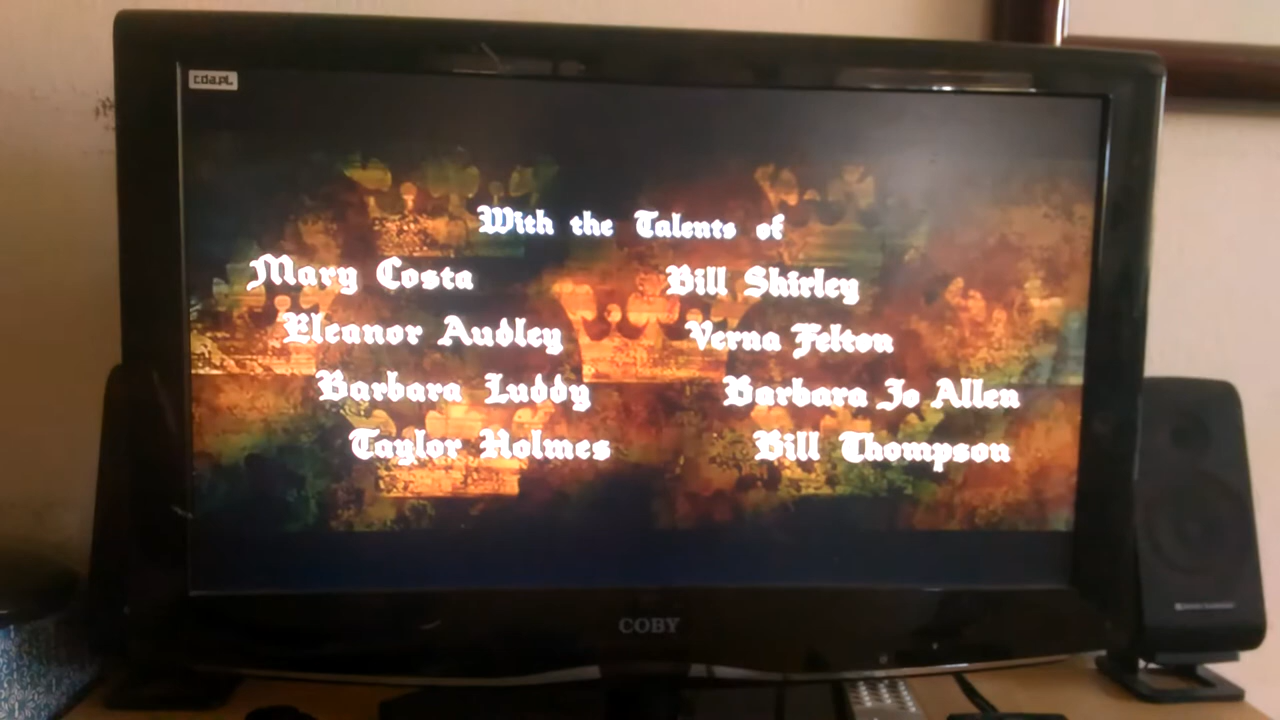 cda.pl
With the Talents of
Mary Costa Bill Shirley
Eleanor Audley Verna Felton
Barbara Luddy Barbara Jo Allen
Taylor Holmes Bill Thompson
COBY